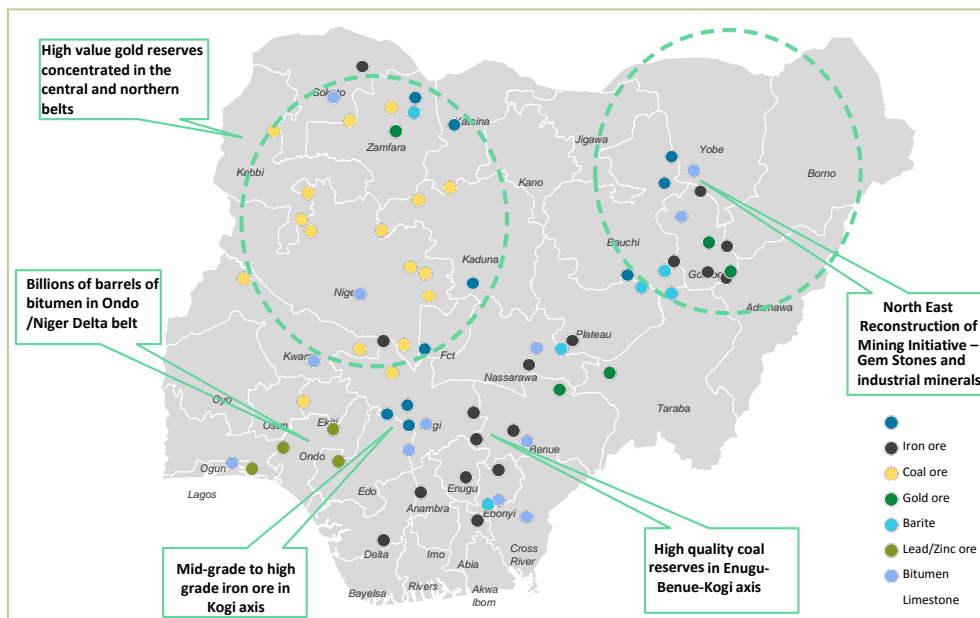 High value gold reserves
concentrated in the
central and northern
belts
Sokoto
Katsina
Zamfara
Jigawa
Yobe
Borno
Kebbi
Kano
Bauchi
Kaduna
Gombe
Niger
Adamawa
Billions of barrels of
bitumen in Ondo
/Niger Delta belt
North East
Reconstruction of
Mining Initiative –
Gem Stones and
industrial minerals
Plateau
Fct
Kwara
Nassarawa
Oyo
Taraba
Osun
Ekiti
Kogi
Ondo
Benue
Ogun
Lagos
Edo
Enugu
Anambra
Ebonyi
Delta
Imo
Abia
Cross
River
Bayelsa
Rivers
Akwa
Ibom
Mid-grade to high
grade iron ore in
Kogi axis
High quality coal
reserves in Enugu-
Benue-Kogi axis
Iron ore
Coal ore
Gold ore
Barite
Lead/Zinc ore
Bitumen
Limestone